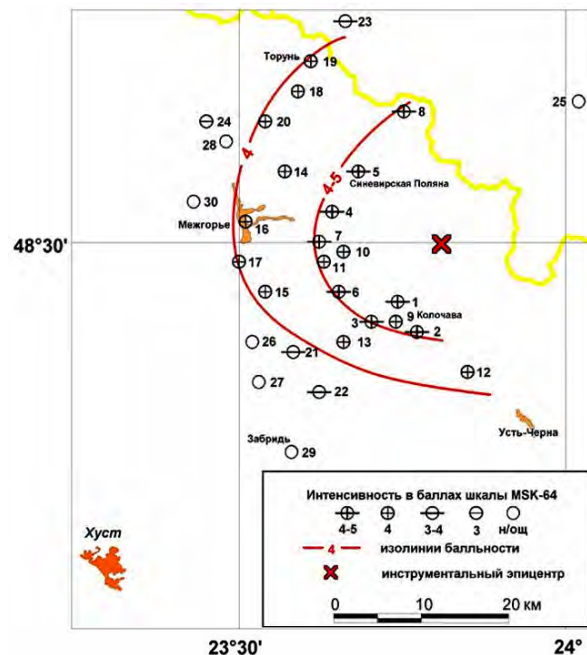 23
Торунь
19
18
25
24
20
8
28
4
14
5
4-5
Синевирская Поляна
30
4
Межгорье
16
7
48°30'
10
17
11
15
6
1
9
Колочава
3
2
26
13
21
12
27
22
Усть-Черна
Забридь
29
Интенсивность в баллах шкалы MSK-64
4-5 4 3-4 3 н/ощ
4 изолинии балльности
инструментальный эпицентр
Хуст
0 10 20 км
23°30' 24°